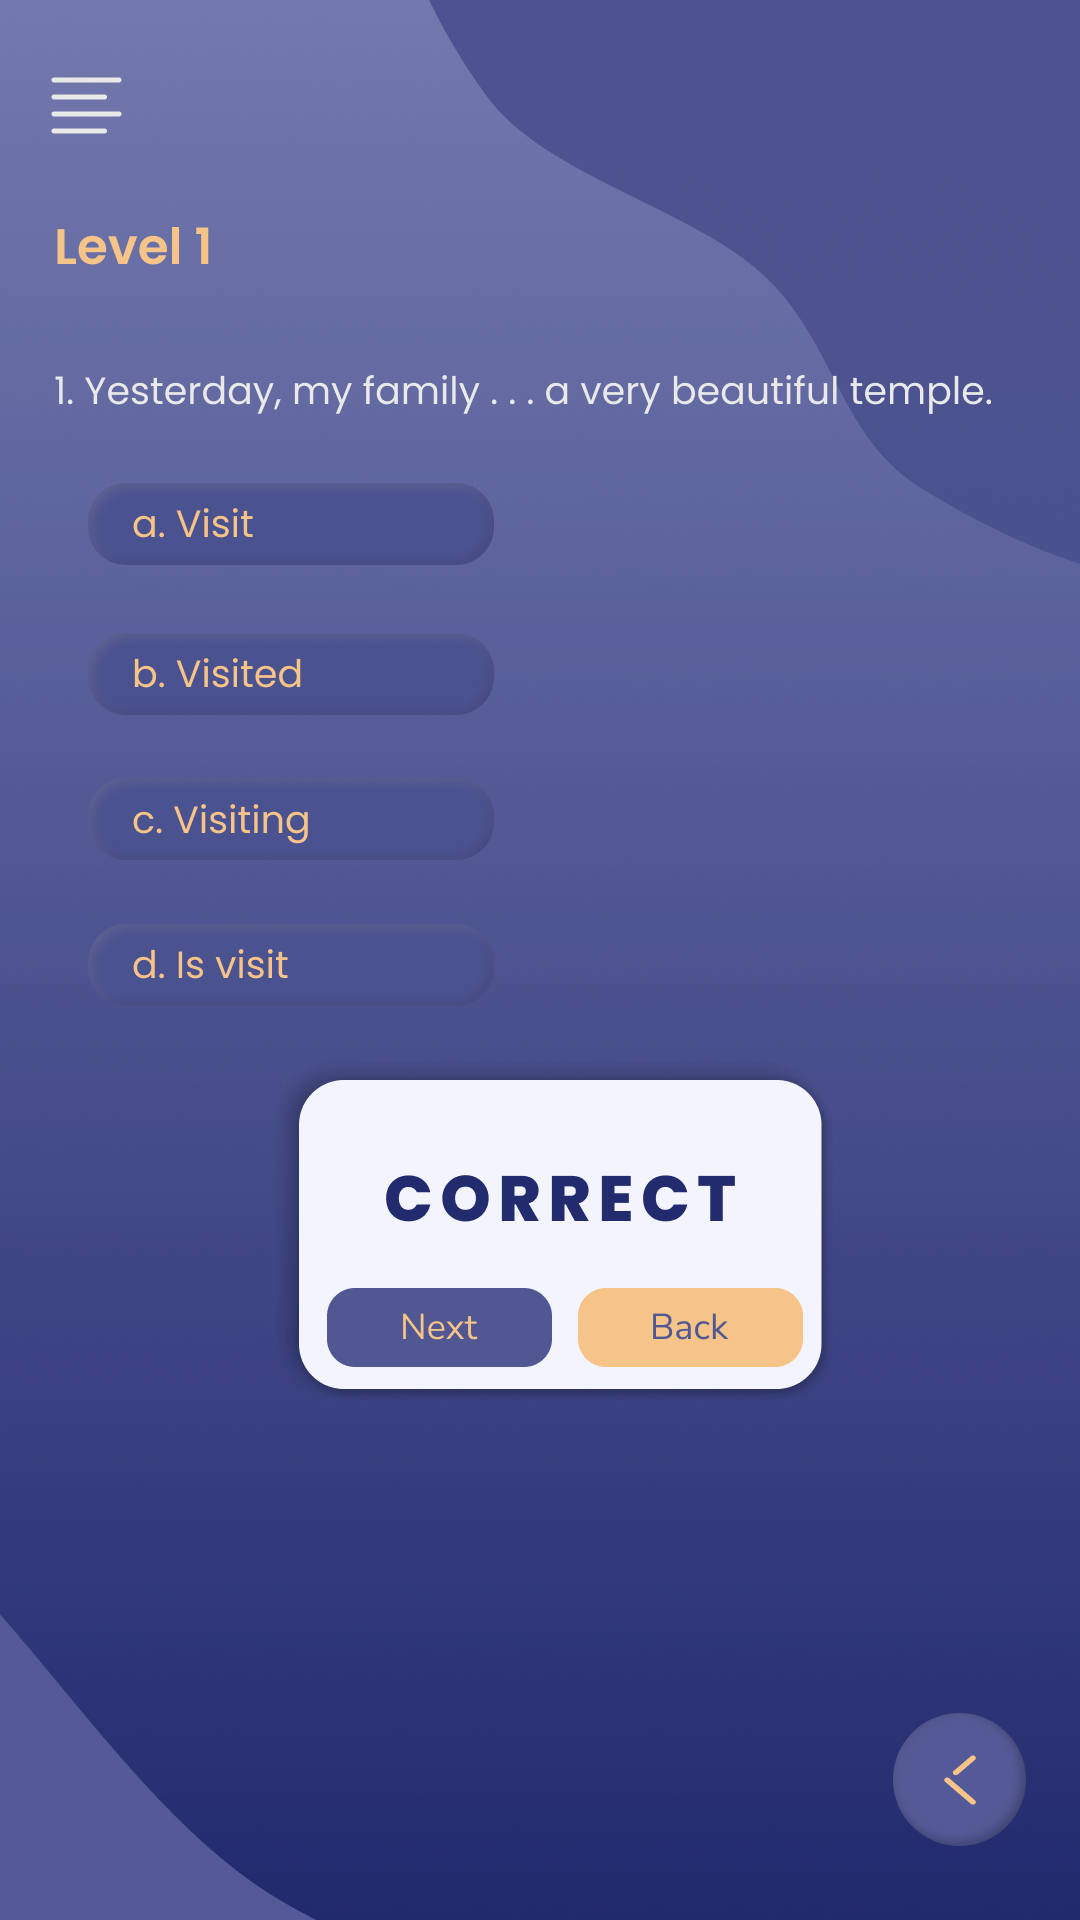 Level 1
1. Yesterday, my family . . . a very beautiful temple.
a. Visit
b. Visited
c. Visiting
d. Is visit
CORRECT
Next
Back